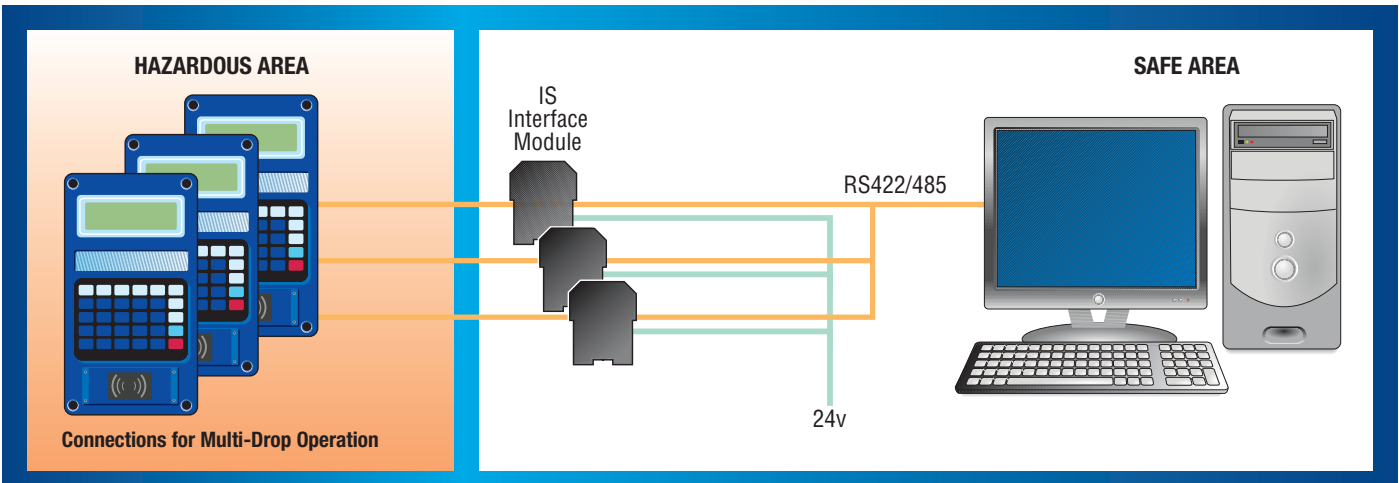 HAZARDOUS AREA
SAFE AREA
IS
Interface
Module
RS422/485
24v
Connections for Multi-Drop Operation